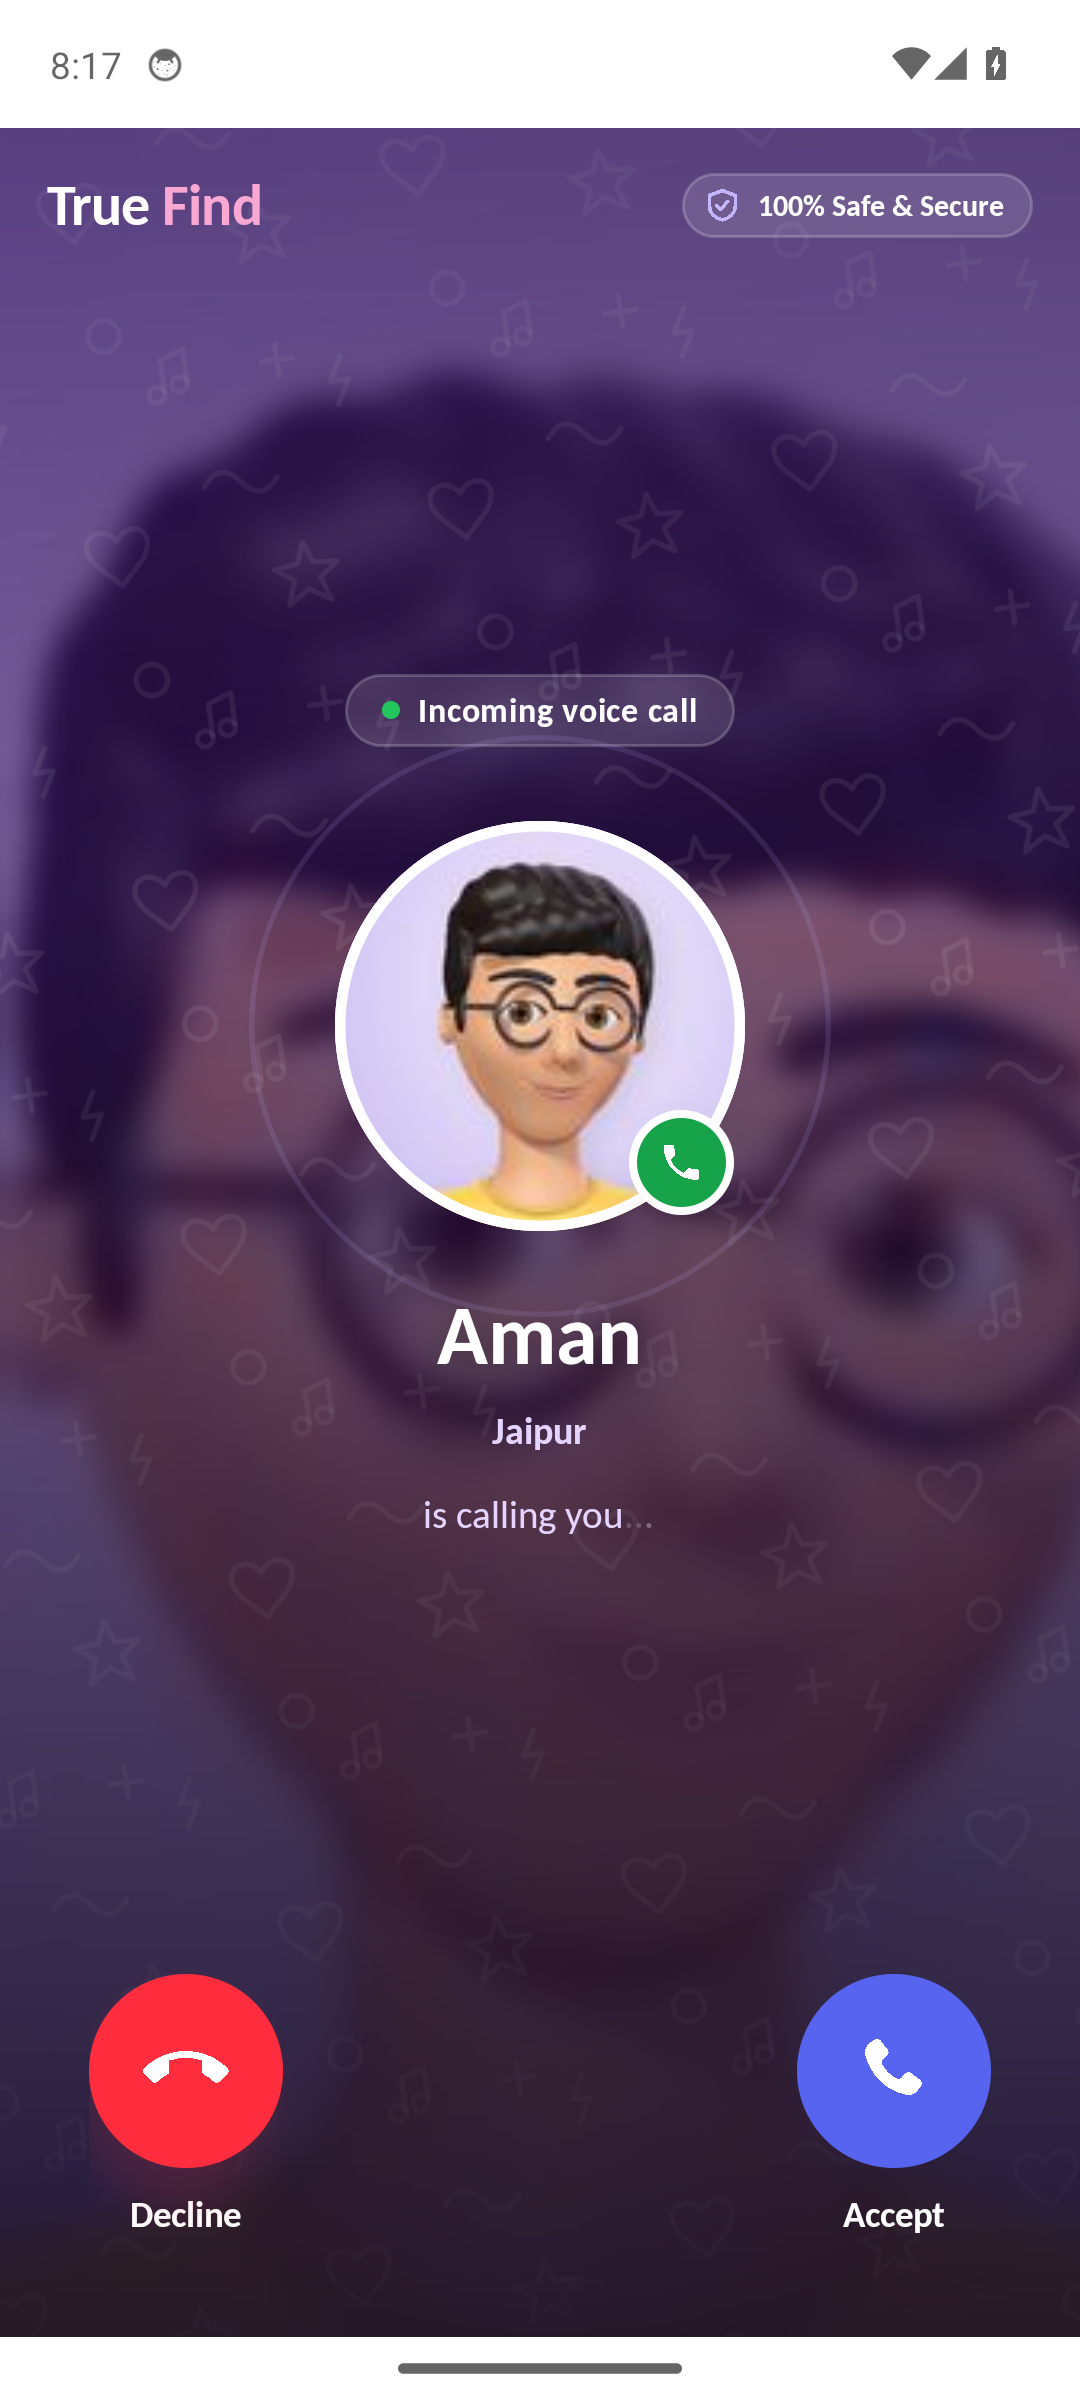 8:17
True Find
100% Safe & Secure
Incoming voice call
Aman
Jaipur
is calling you...
Decline
Accept